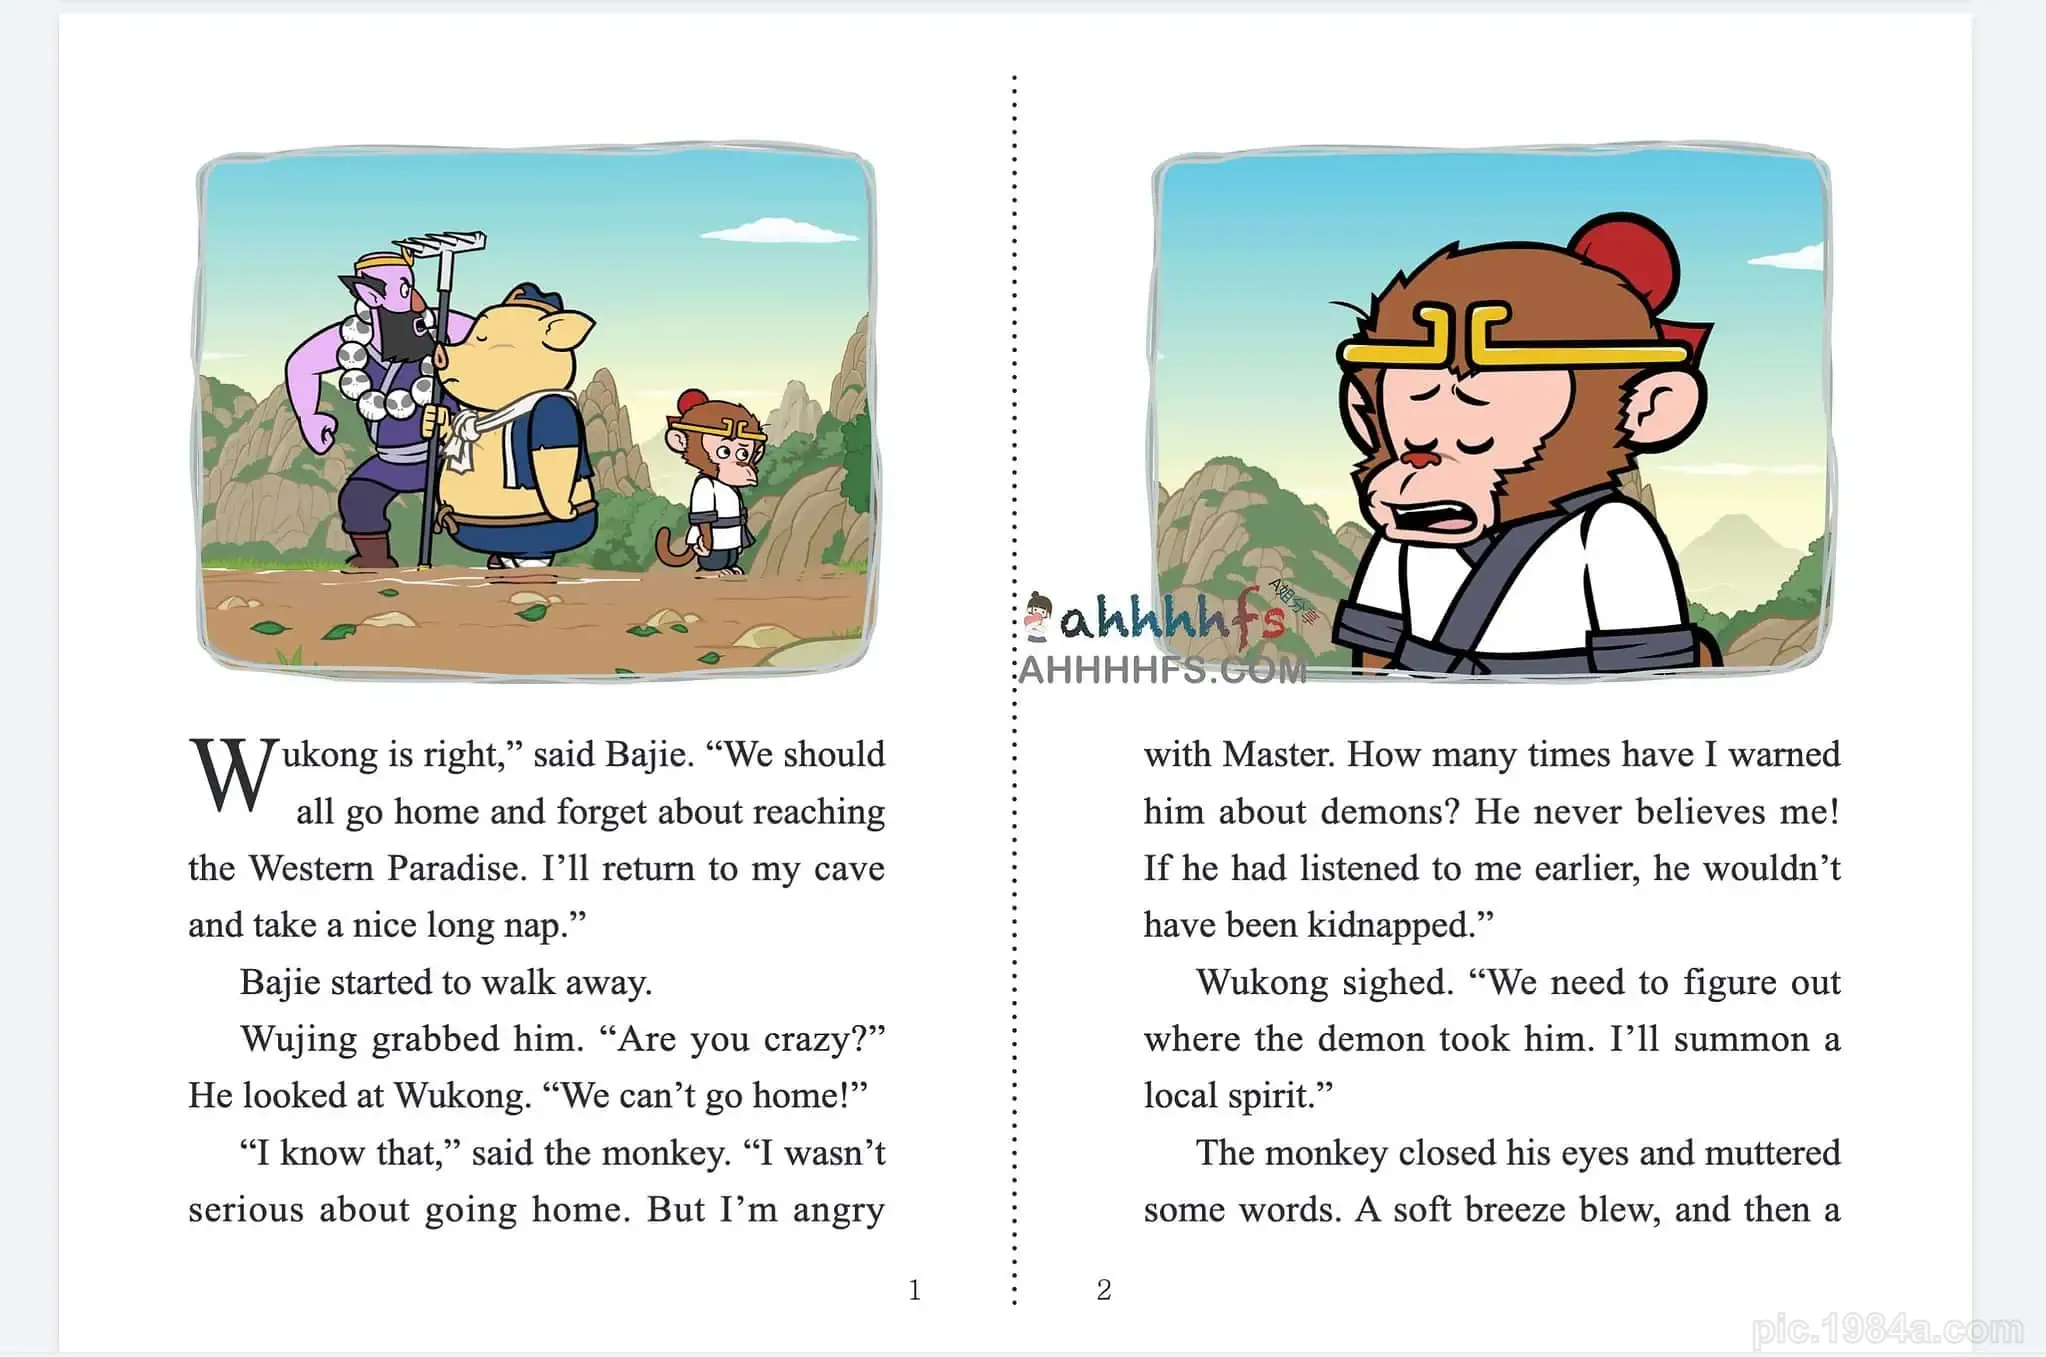 Wukong is right,” said Bajie. “We should
all go home and forget about reaching
the Western Paradise. I’ll return to my cave
and take a nice long nap.”
Bajie started to walk away.
Wujing grabbed him. “Are you crazy?”
He looked at Wukong. “We can’t go home!”
“I know that,” said the monkey. “I wasn’t
serious about going home. But I’m angry
1
with Master. How many times have I warned
him about demons? He never believes me!
If he had listened to me earlier, he wouldn’t
have been kidnapped.”
Wukong sighed. “We need to figure out
where the demon took him. I’ll summon a
local spirit.”
The monkey closed his eyes and muttered
some words. A soft breeze blew, and then a
2
ahhhhfs
A姐分享
AHHHHFS.COM
pic.1984a.com